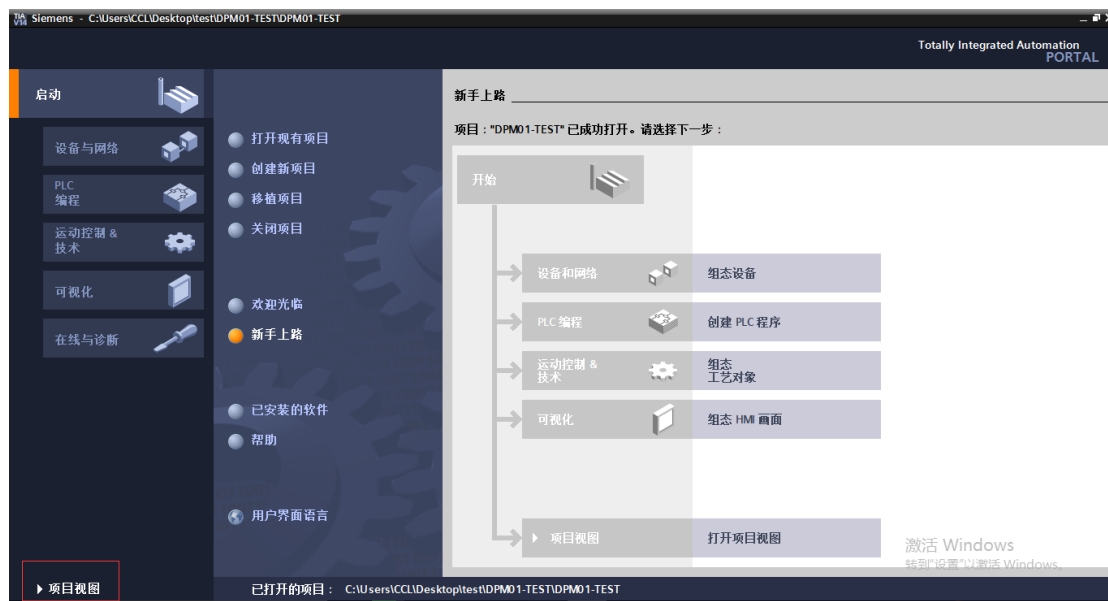 TIA
V14
Siemens - C:\Users\CCL\Desktop\test\DPM01-TEST\DPM01-TEST
Totally Integrated Automation
PORTAL
启动
设备与网络
PLC
编程
运动控制 &
技术
可视化
在线与诊断
项目视图
打开现有项目
创建新项目
移植项目
关闭项目
欢迎光临
新手上路
已安装的软件
帮助
用户界面语言
新手上路
项目："DPM01-TEST" 已成功打开。请选择下一步：
开始
设备和网络
组态设备
PLC 编程
创建 PLC 程序
运动控制 &
技术
组态
工艺对象
可视化
组态 HMI 画面
项目视图
打开项目视图
激活 Windows
转到"设置"以激活 Windows。
已打开的项目： C:\Users\CCL\Desktop\test\DPM01-TEST\DPM01-TEST